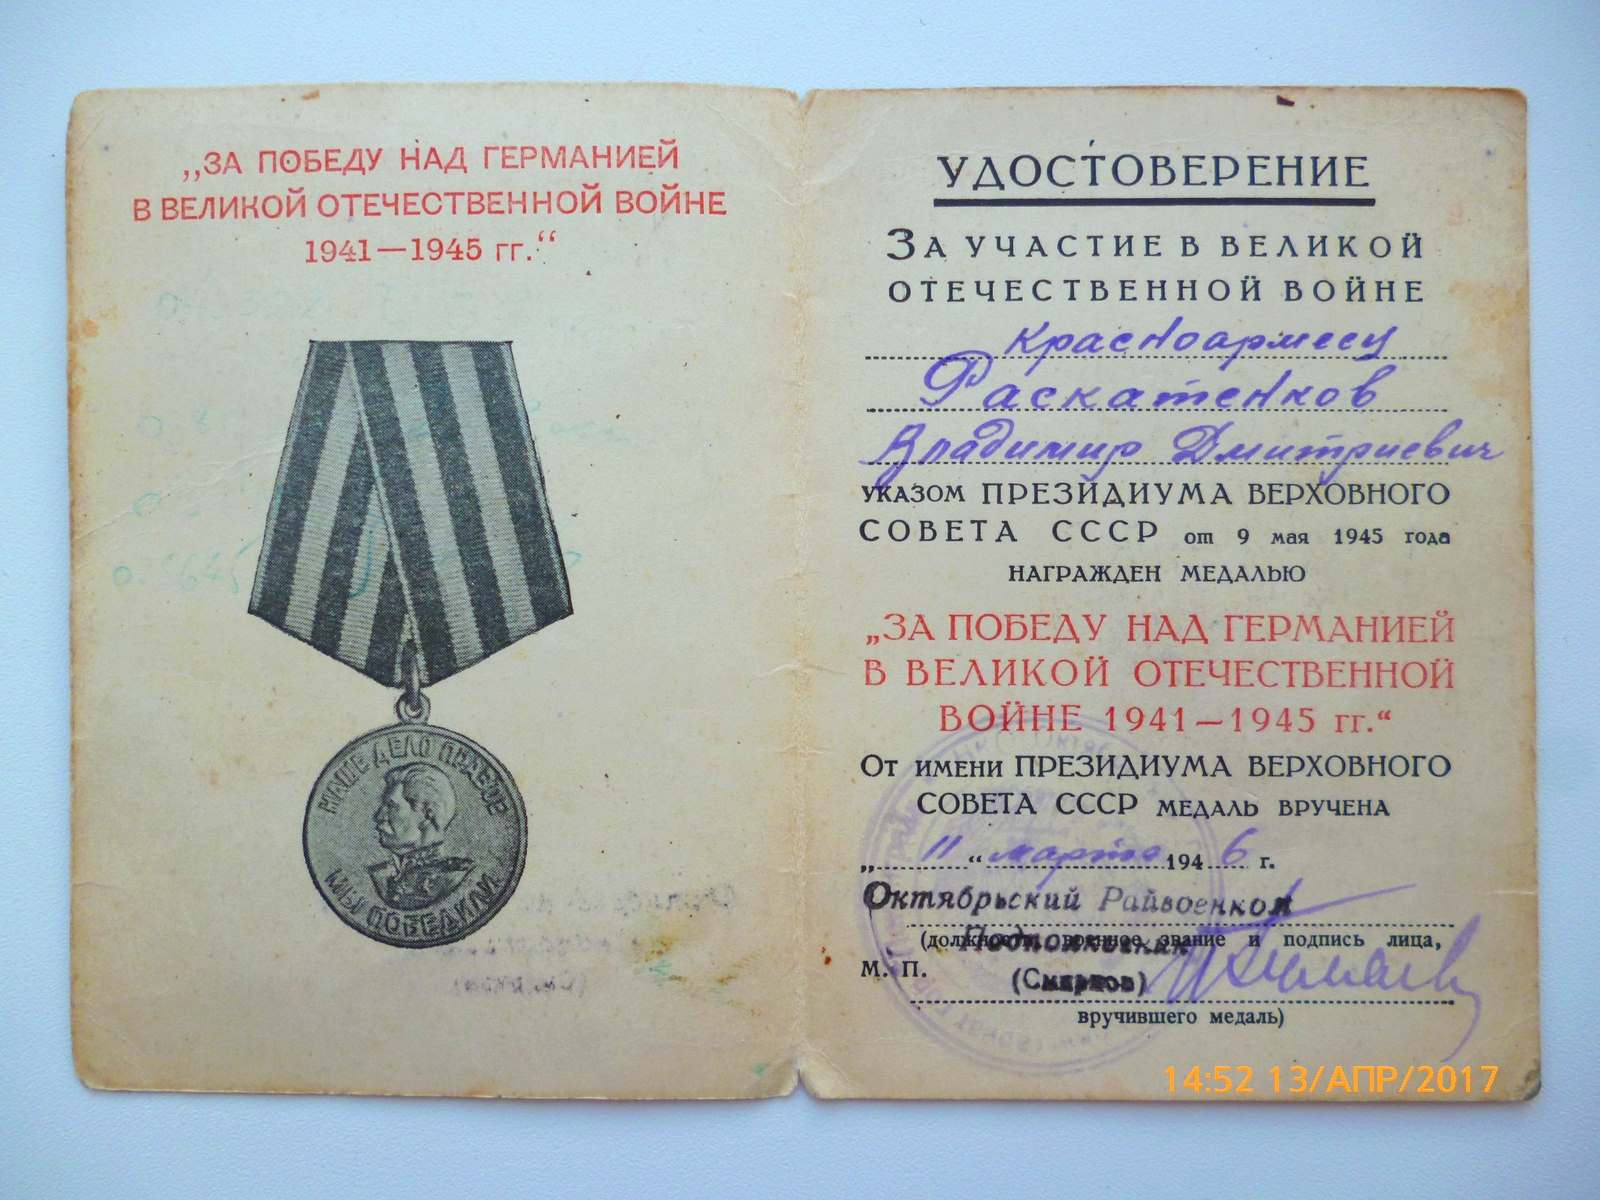 „ЗА ПОБЕДУ НАД ГЕРМАНИЕЙ
В ВЕЛИКОЙ ОТЕЧЕСТВЕННОЙ ВОЙНЕ
1941—1945 гг.“
НАШЕ ДЕЛО ПРАВОЕ
МЫ ПОБЕДИЛИ
УДОСТОВЕРЕНИЕ
ЗА УЧАСТИЕ В ВЕЛИКОЙ
ОТЕЧЕСТВЕННОЙ ВОЙНЕ
красноармеец
Раскатенков
Владимир Дмитриевич
УКАЗОМ ПРЕЗИДИУМА ВЕРХОВНОГО
СОВЕТА СССР от 9 мая 1945 года
НАГРАЖДЕН МЕДАЛЬЮ
„ЗА ПОБЕДУ НАД ГЕРМАНИЕЙ
В ВЕЛИКОЙ ОТЕЧЕСТВЕННОЙ
ВОЙНЕ 1941—1945 гг.“
ОТ ИМЕНИ ПРЕЗИДИУМА ВЕРХОВНОГО
СОВЕТА СССР МЕДАЛЬ ВРУЧЕНА
„11“ марта 1946 г.
Октябрьский Райвоенком
(должность, военное звание и подпись лица,
Подполковник
М. П.
(Смирнов)
вручившего медаль)
14:52 13/АПР/2017